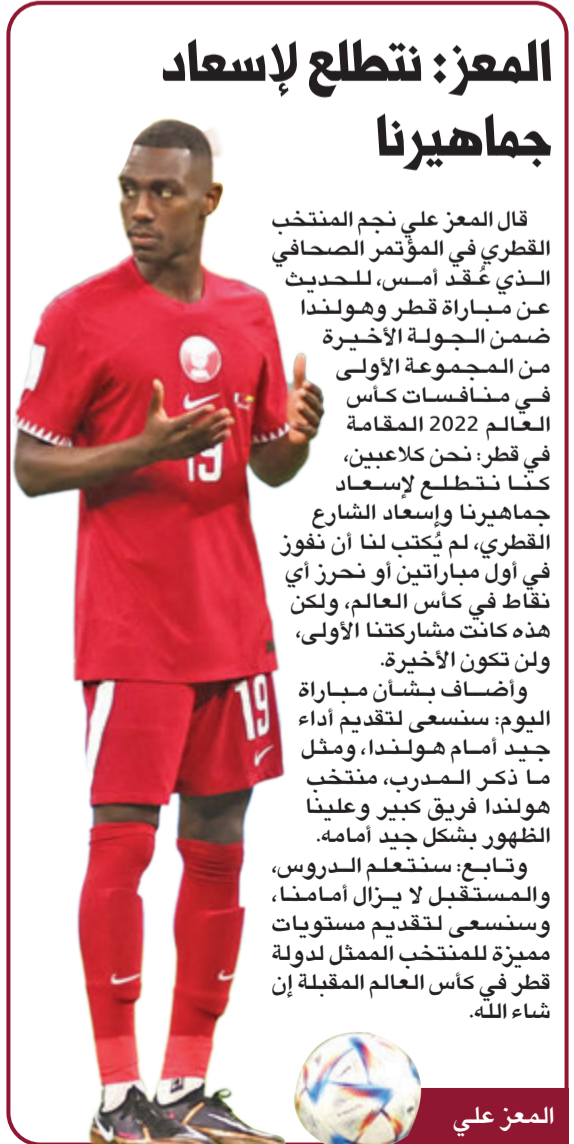 المعز: نتطلع لإسعاد
جماهيرنا
قال المعز علي نجم المنتخب
القطري في المؤتمر الصحافي
الذي عُقد أمس، للحديث
عن مباراة قطر وهولندا
ضمن الجولة الأخيرة
من المجموعة الأولى
في منافسات كأس
العالم 2022 المقامة
في قطر: نحن كلاعبين،
كنا نتطلع لإسعاد
جماهيرنا وإسعاد الشارع
القطري، لم يُكتب لنا أن نفوز
في أول مباراتين أو نحرز أي
نقاط في كأس العالم، ولكن
هذه كانت مشاركتنا الأولى،
ولن تكون الأخيرة.
وأضاف بشأن مباراة
اليوم: سنسعى لتقديم أداء
جيد أمام هولندا، ومثل
ما ذكر المدرب، منتخب
هولندا فريق كبير وعلينا
الظهور بشكل جيد أمامه.
وتابع: سنتعلم الدروس،
والمستقبل لا يزال أمامنا،
وسنسعى لتقديم مستويات
مميزة للمنتخب الممثل لدولة
قطر في كأس العالم المقبلة إن
شاء الله.
19
19
المعز علي